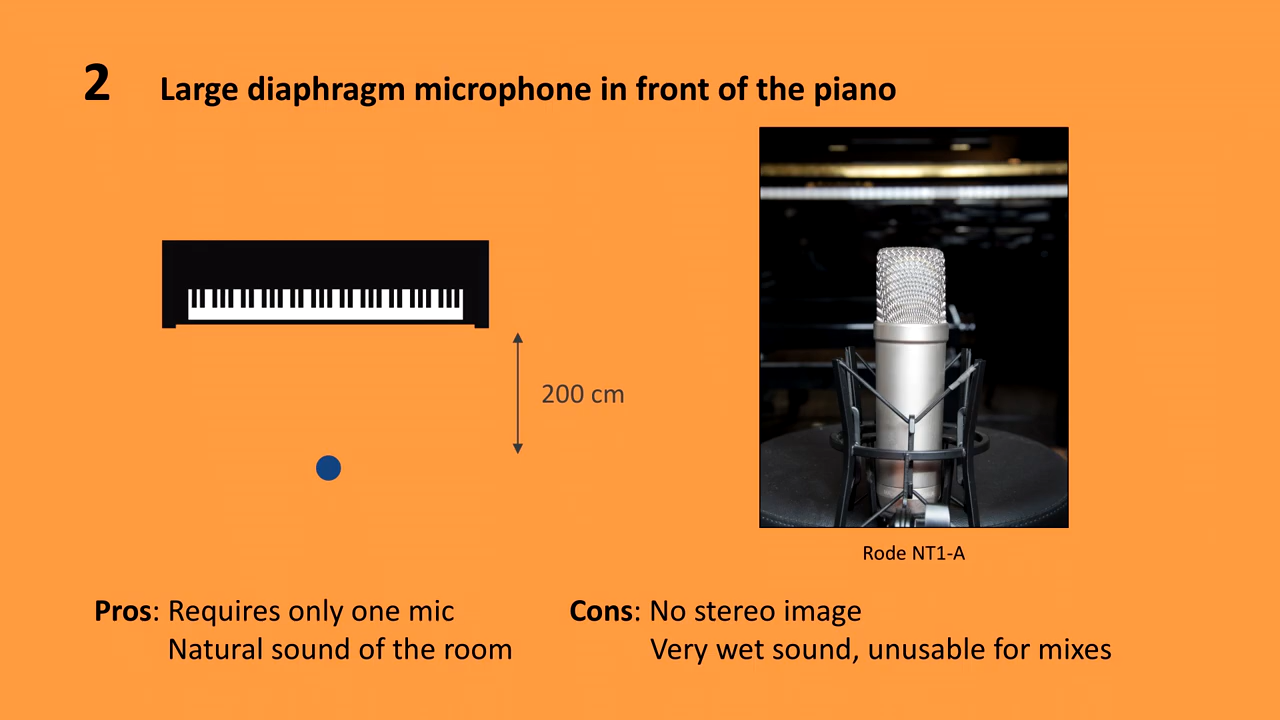 2 Large diaphragm microphone in front of the piano
200 cm
Rode NT1-A
Pros: Requires only one mic
Natural sound of the room
Cons: No stereo image
Very wet sound, unusable for mixes